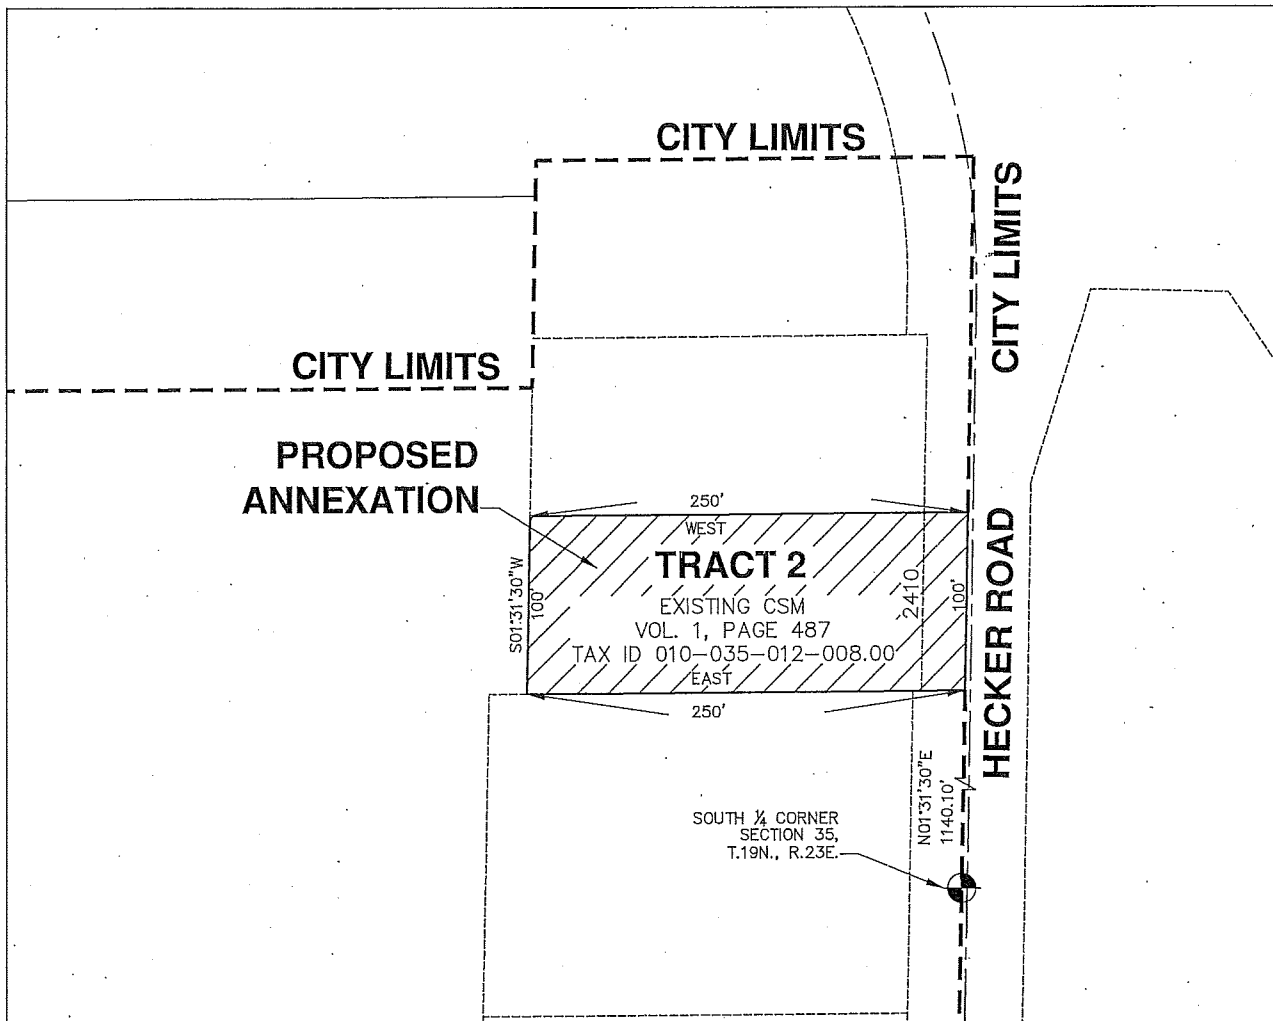 CITY LIMITS
CITY LIMITS
CITY LIMITS
PROPOSED
ANNEXATION
250'
WEST
TRACT 2
EXISTING CSM
VOL. 1, PAGE 487
TAX ID 010-035-012-008.00
EAST
250'
S01°31'30"W
100'
2410
100'
HECKER ROAD
N01°31'30"E
1140.10'
SOUTH ¼ CORNER
SECTION 35,
T.19N., R.23E.